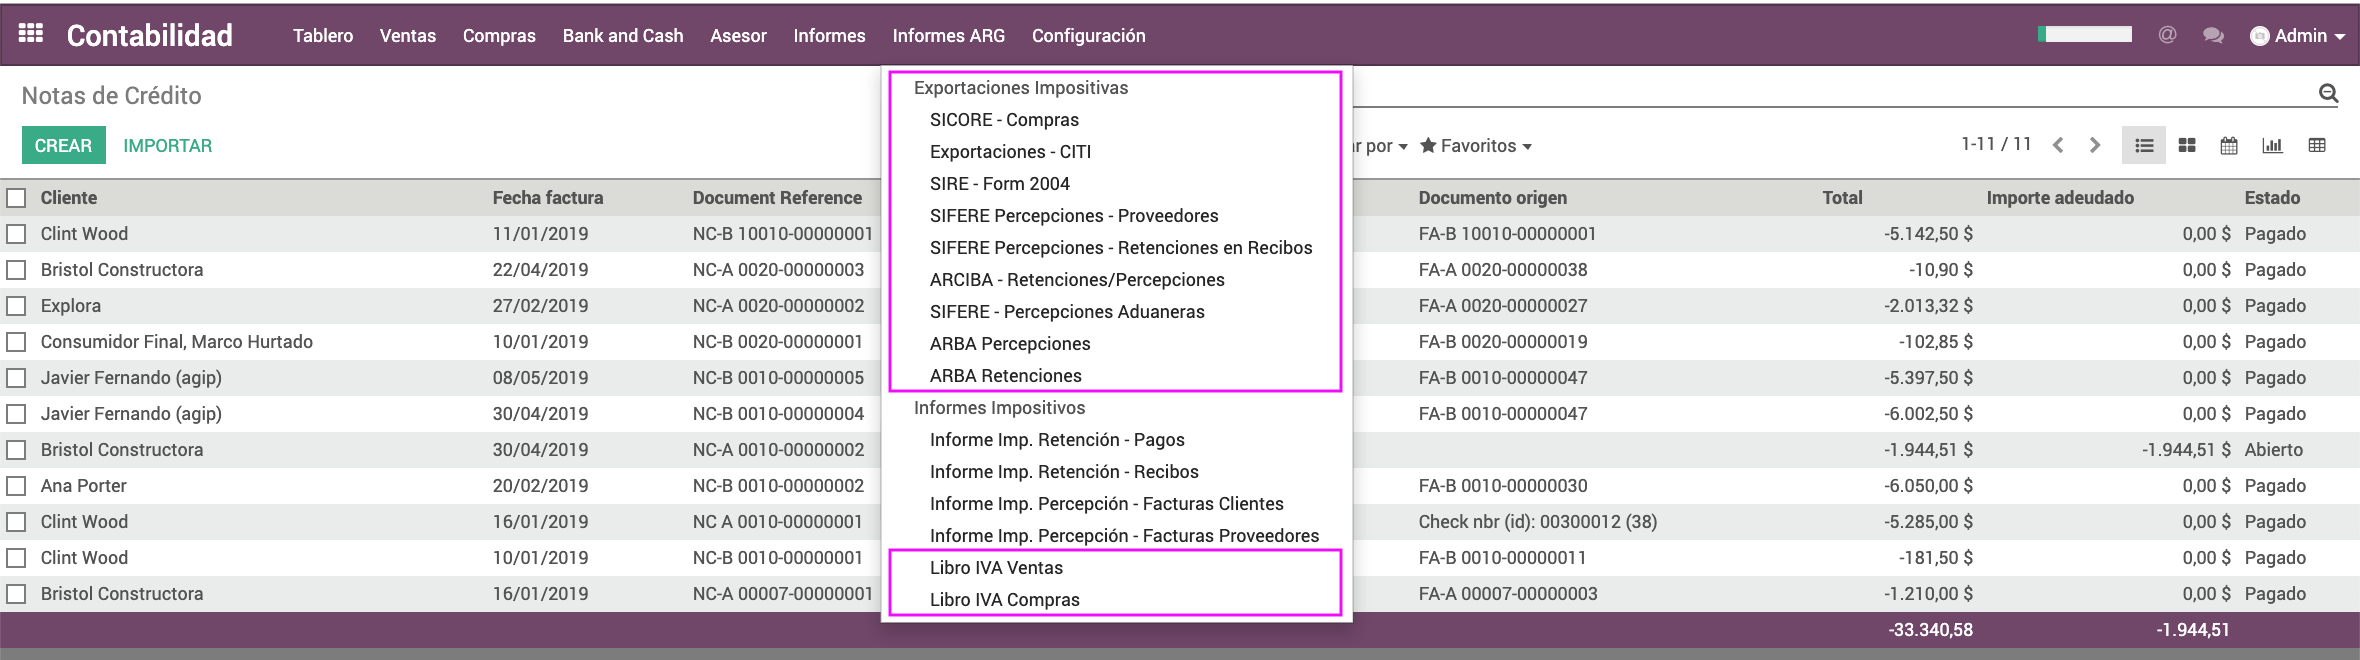 Contabilidad Tablero Ventas Compras Bank and Cash Asesor Informes Informes ARG Configuración @ Admin
Notas de Crédito
CREAR IMPORTAR
r por Favoritos 1-11 / 11
Exportaciones Impositivas
SICORE - Compras
Exportaciones - CITI
SIRE - Form 2004
SIFERE Percepciones - Proveedores
SIFERE Percepciones - Retenciones en Recibos
ARCIBA - Retenciones/Percepciones
SIFERE - Percepciones Aduaneras
ARBA Percepciones
ARBA Retenciones
Informes Impositivos
Informe Imp. Retención - Pagos
Informe Imp. Retención - Recibos
Informe Imp. Percepción - Facturas Clientes
Informe Imp. Percepción - Facturas Proveedores
Libro IVA Ventas
Libro IVA Compras
Cliente Fecha factura Document Reference Documento origen Total Importe adeudado Estado
Clint Wood 11/01/2019 NC-B 10010-00000001 FA-B 10010-00000001 -5.142,50 $ 0,00 $ Pagado
Bristol Constructora 22/04/2019 NC-A 0020-00000003 FA-A 0020-00000038 -10,90 $ 0,00 $ Pagado
Explora 27/02/2019 NC-A 0020-00000002 FA-A 0020-00000027 -2.013,32 $ 0,00 $ Pagado
Consumidor Final, Marco Hurtado 10/01/2019 NC-B 0020-00000001 FA-B 0020-00000019 -102,85 $ 0,00 $ Pagado
Javier Fernando (agip) 08/05/2019 NC-B 0010-00000005 FA-B 0010-00000047 -5.397,50 $ 0,00 $ Pagado
Javier Fernando (agip) 30/04/2019 NC-B 0010-00000004 FA-B 0010-00000047 -6.002,50 $ 0,00 $ Pagado
Bristol Constructora 30/04/2019 NC-A 0010-00000002 -1.944,51 $ -1.944,51 $ Abierto
Ana Porter 20/02/2019 NC-B 0010-00000002 FA-B 0010-00000030 -6.050,00 $ 0,00 $ Pagado
Clint Wood 16/01/2019 NC A 0010-00000001 Check nbr (id): 00300012 (38) -5.285,00 $ 0,00 $ Pagado
Clint Wood 10/01/2019 NC-B 0010-00000001 FA-B 0010-00000011 -181,50 $ 0,00 $ Pagado
Bristol Constructora 16/01/2019 NC-A 00007-00000001 FA-A 00007-00000003 -1.210,00 $ 0,00 $ Pagado
-33.340,58 -1.944,51